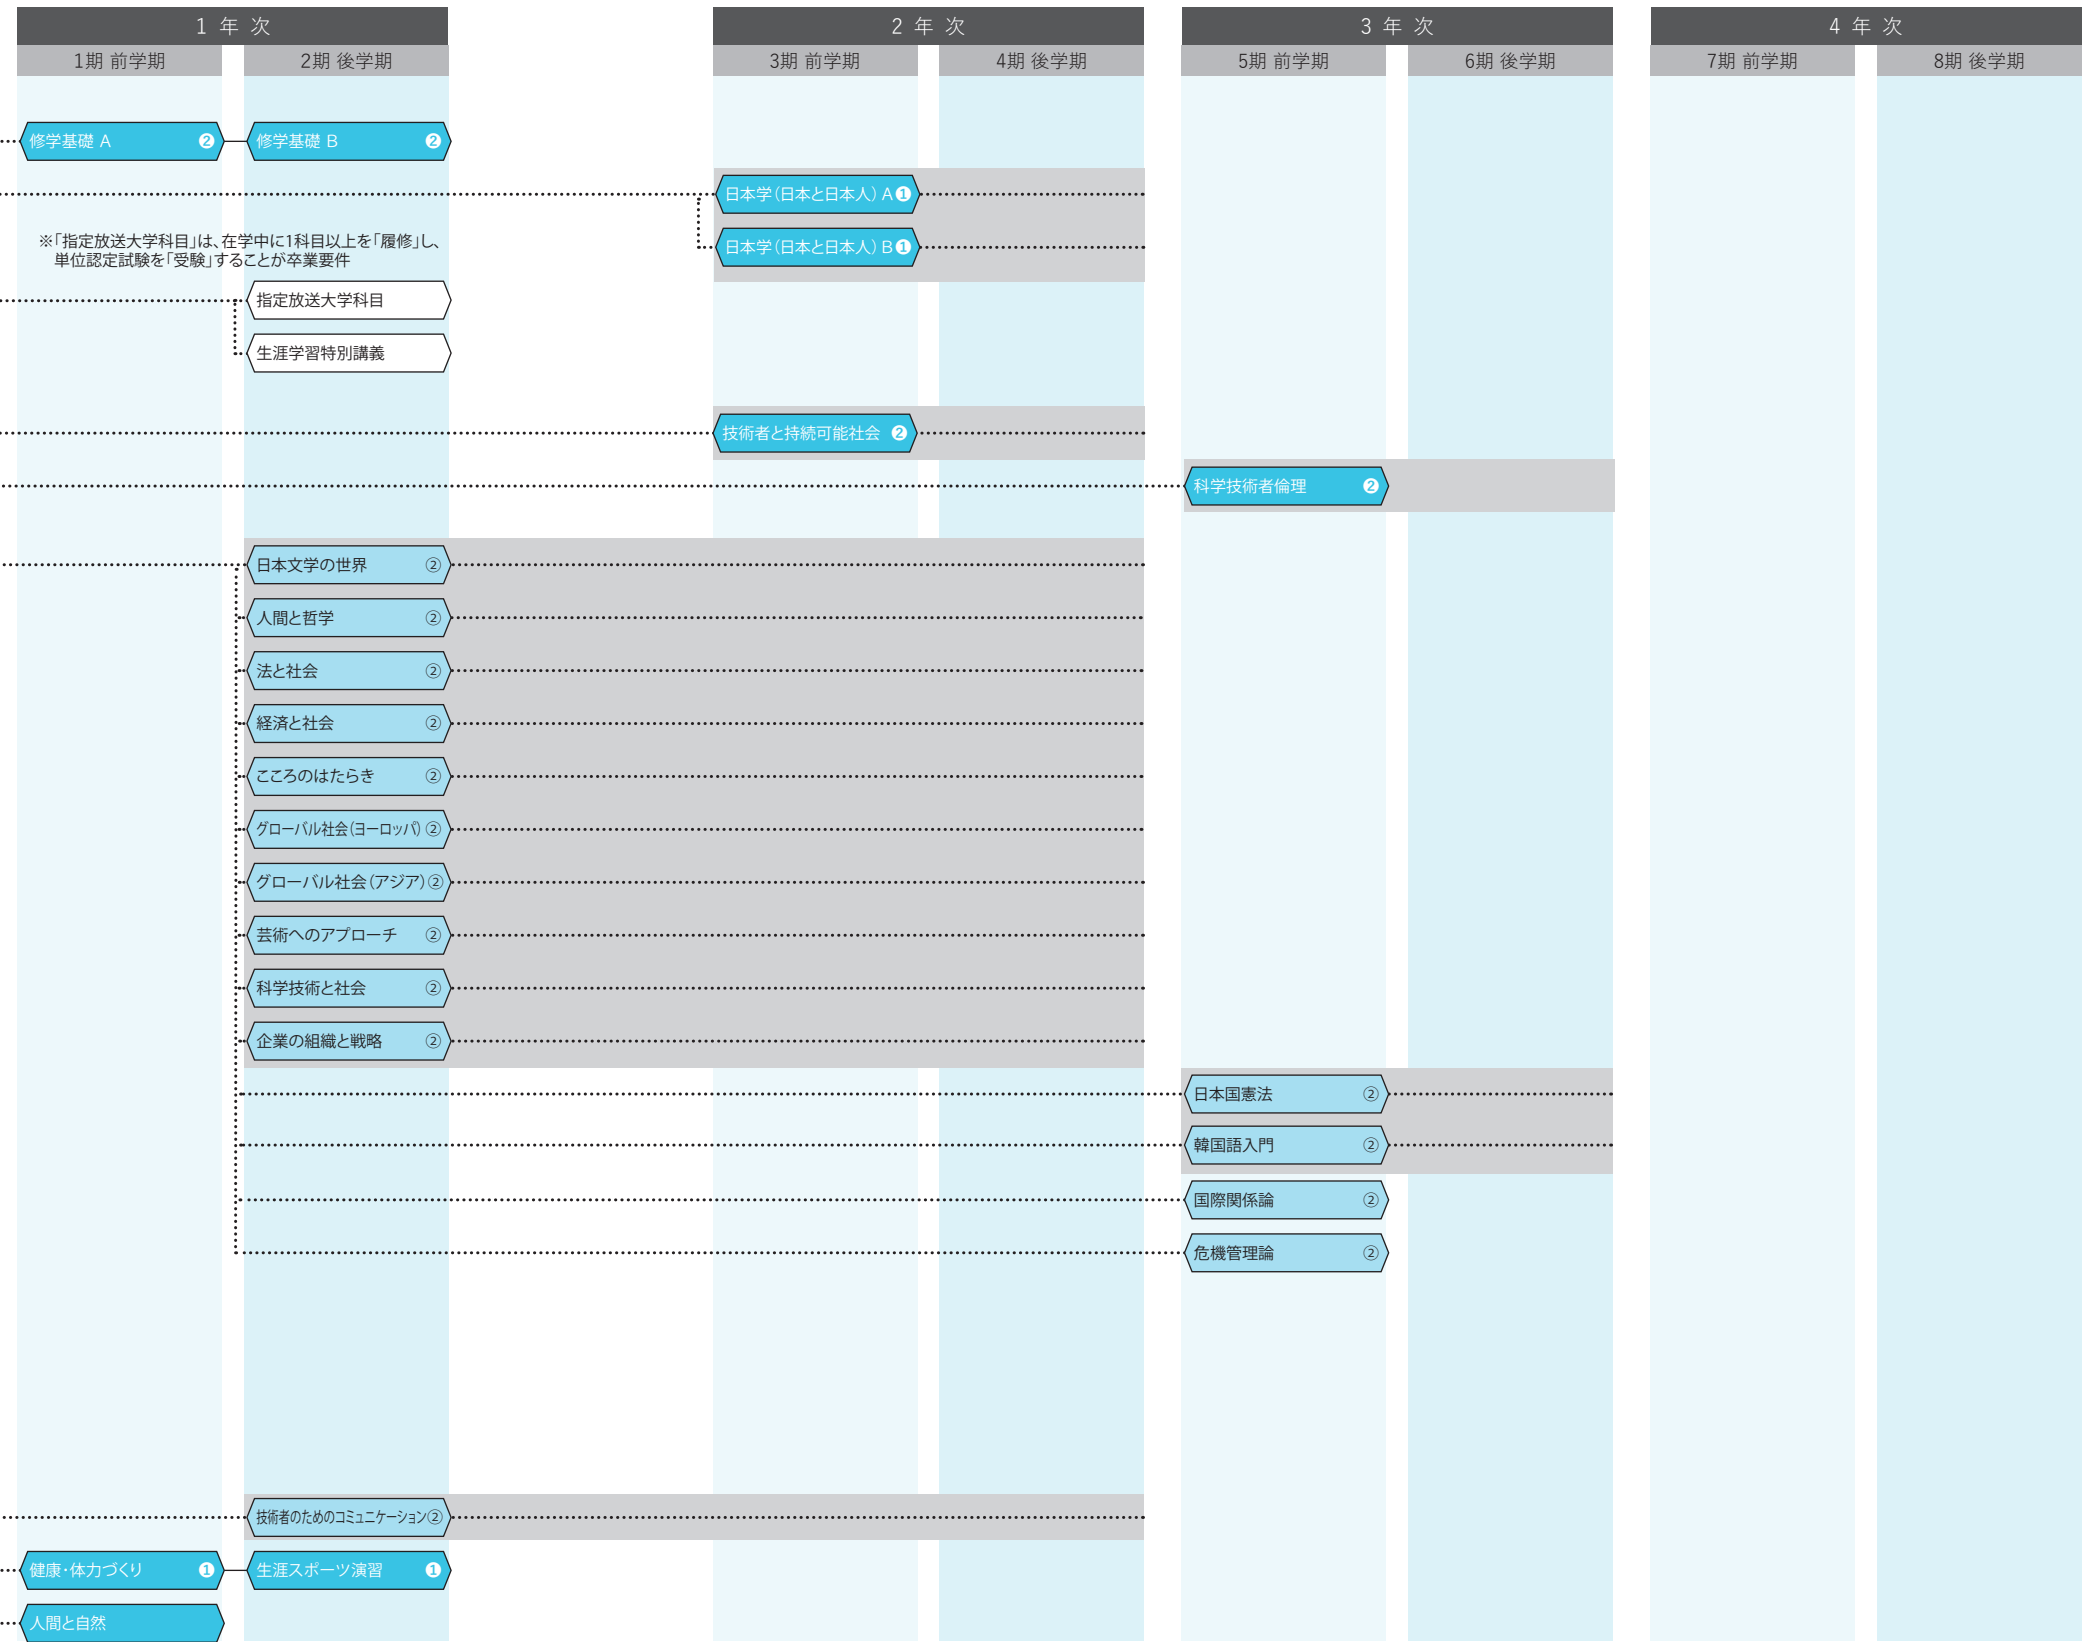 1 年 次
2 年 次
3 年 次
4 年 次
1期 前学期
2期 後学期
3期 前学期
4期 後学期
5期 前学期
6期 後学期
7期 前学期
8期 後学期
修学基礎 A ❷
修学基礎 B ❷
日本学(日本と日本人) A ❶
※「指定放送大学科目」は、在学中に1科目以上を「履修」し、
単位認定試験を「受験」することが卒業要件
日本学(日本と日本人) B ❶
指定放送大学科目
生涯学習特別講義
技術者と持続可能社会 ❷
科学技術者倫理 ❷
日本文学の世界 ②
人間と哲学 ②
法と社会 ②
経済と社会 ②
こころのはたらき ②
グローバル社会(ヨーロッパ) ②
グローバル社会(アジア) ②
芸術へのアプローチ ②
科学技術と社会 ②
企業の組織と戦略 ②
日本国憲法 ②
韓国語入門 ②
国際関係論 ②
危機管理論 ②
技術者のためのコミュニケーション ②
健康・体力づくり ❶
生涯スポーツ演習 ❶
人間と自然